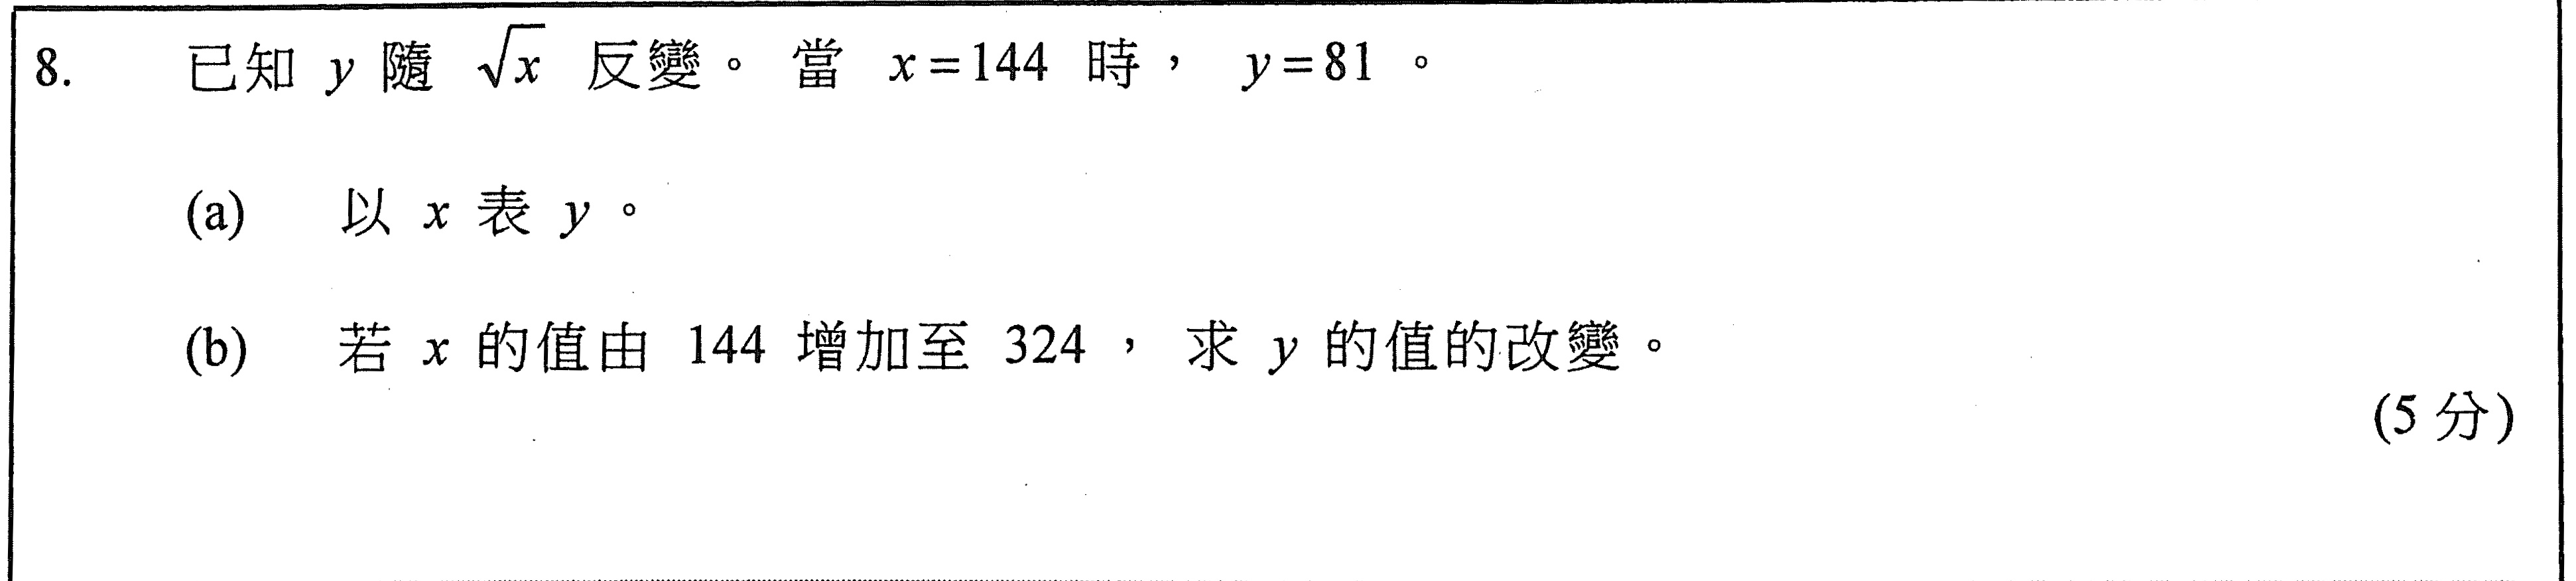 8. 已知 y 隨 √x 反變。當 x=144 時，y=81。
(a) 以 x 表 y。
(b) 若 x 的值由 144 增加至 324，求 y 的值的改變。
(5 分)